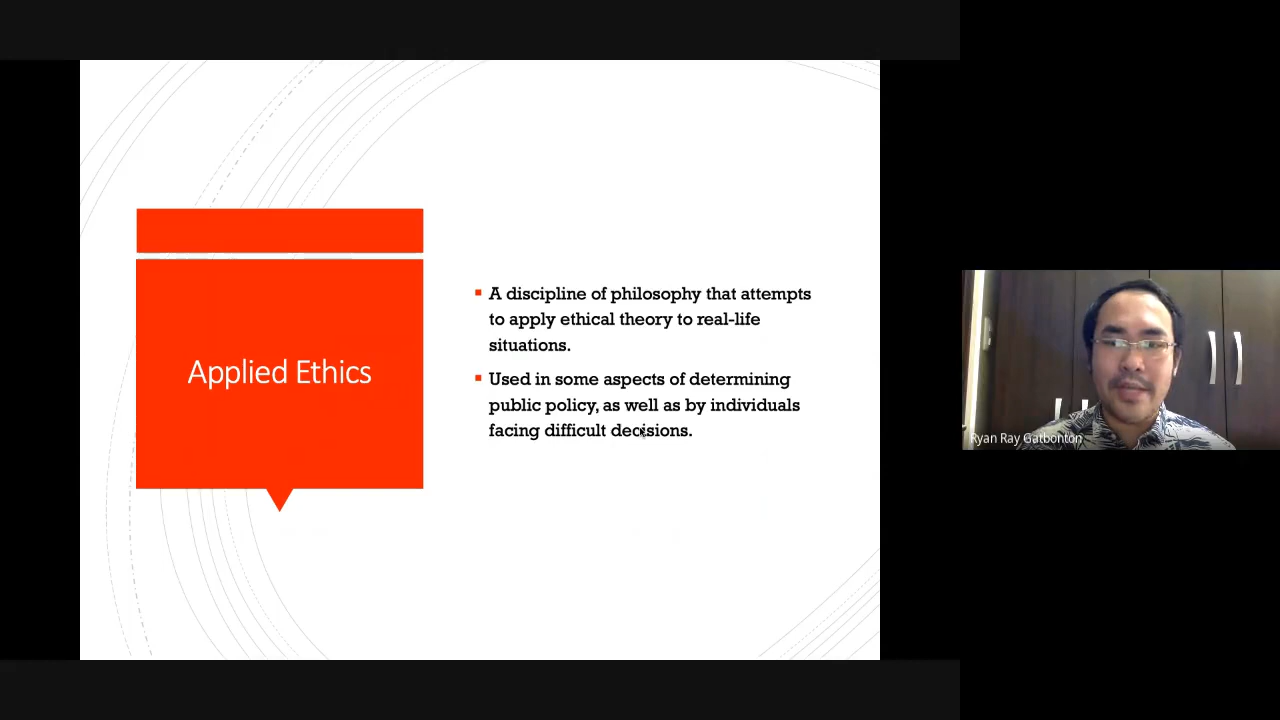 Applied Ethics
A discipline of philosophy that attempts
to apply ethical theory to real-life
situations.
Used in some aspects of determining
public policy, as well as by individuals
facing difficult decisions.
Ryan Ray Gatbonton